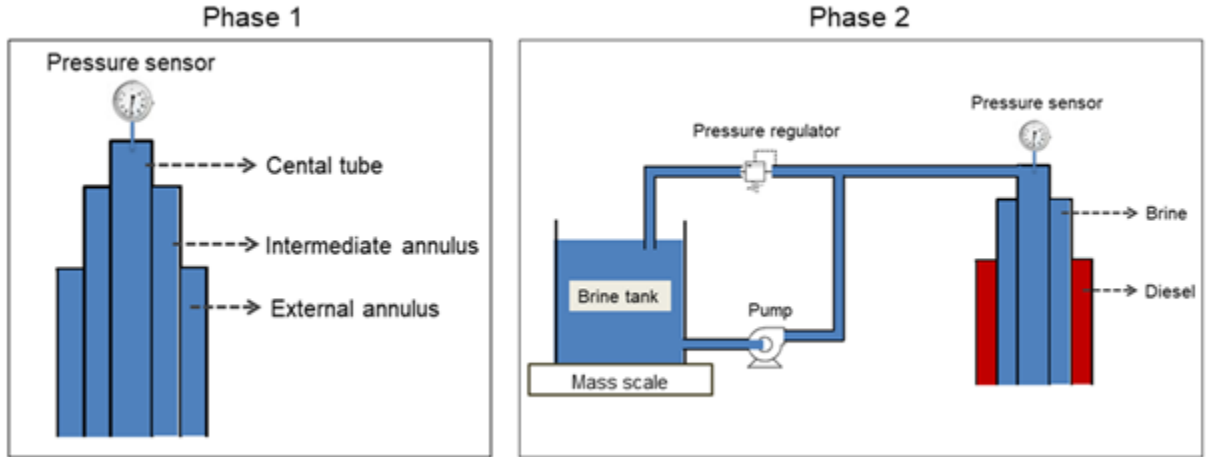 Phase 1
Pressure sensor
Cental tube
Intermediate annulus
External annulus
Phase 2
Pressure sensor
Pressure regulator
Brine
Brine tank
Diesel
Pump
Mass scale